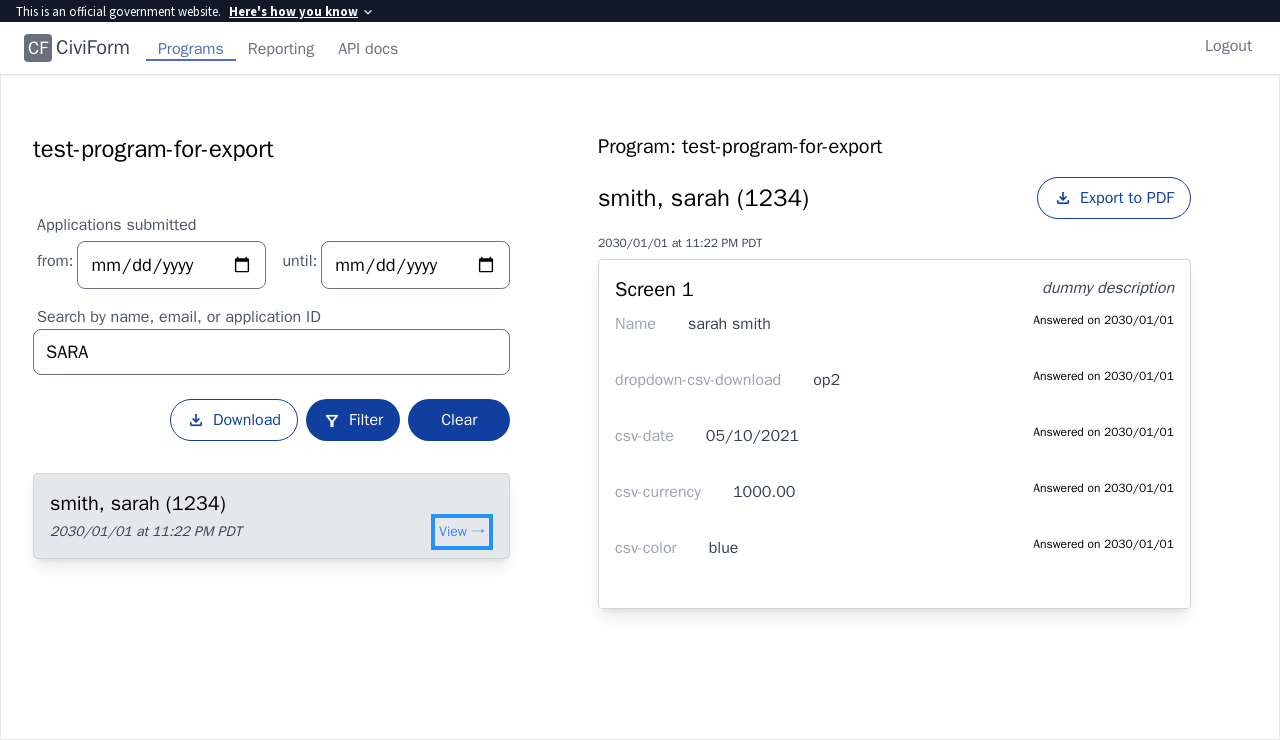 This is an official government website. Here's how you know
CF CiviForm Programs Reporting API docs Logout
test-program-for-export
Applications submitted
from: mm/dd/yyyy until: mm/dd/yyyy
Search by name, email, or application ID
SARA
Download Filter Clear
smith, sarah (1234)
2030/01/01 at 11:22 PM PDT View →
Program: test-program-for-export
smith, sarah (1234) Export to PDF
2030/01/01 at 11:22 PM PDT
Screen 1 dummy description
Name sarah smith Answered on 2030/01/01
dropdown-csv-download op2 Answered on 2030/01/01
csv-date 05/10/2021 Answered on 2030/01/01
csv-currency 1000.00 Answered on 2030/01/01
csv-color blue Answered on 2030/01/01